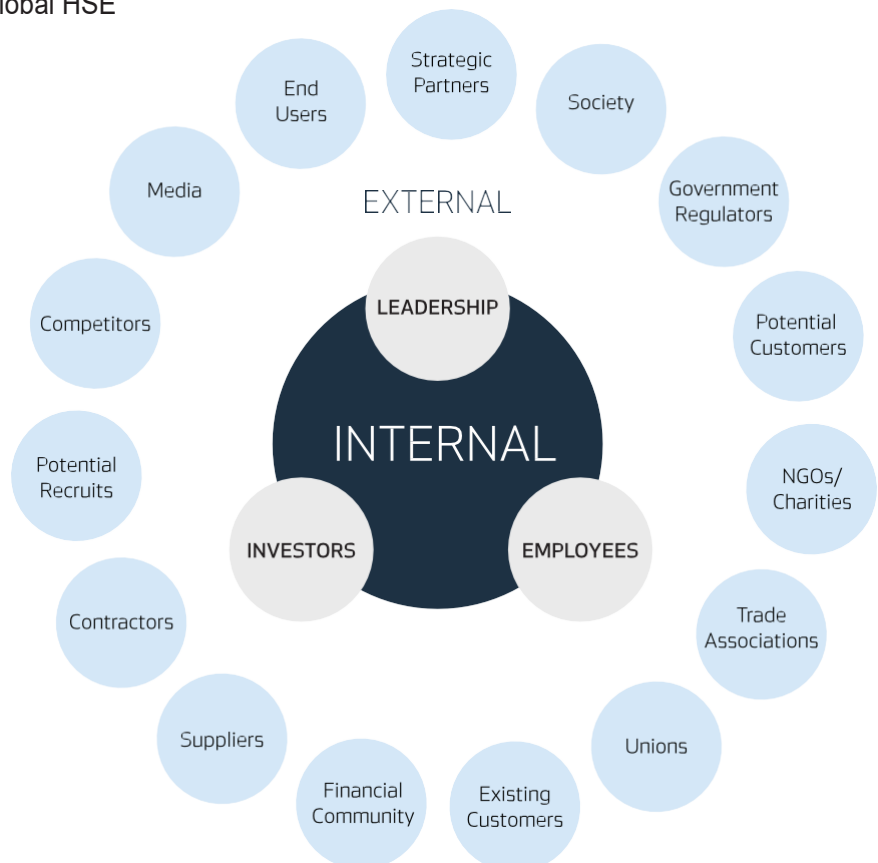 HSE
Strategic
Partners
End
Users
Society
Media
Government
Regulators
EXTERNAL
LEADERSHIP
Competitors
Potential
Customers
INTERNAL
Potential
Recruits
NGOs/
Charities
INVESTORS
EMPLOYEES
Contractors
Trade
Associations
Suppliers
Unions
Financial
Community
Existing
Customers